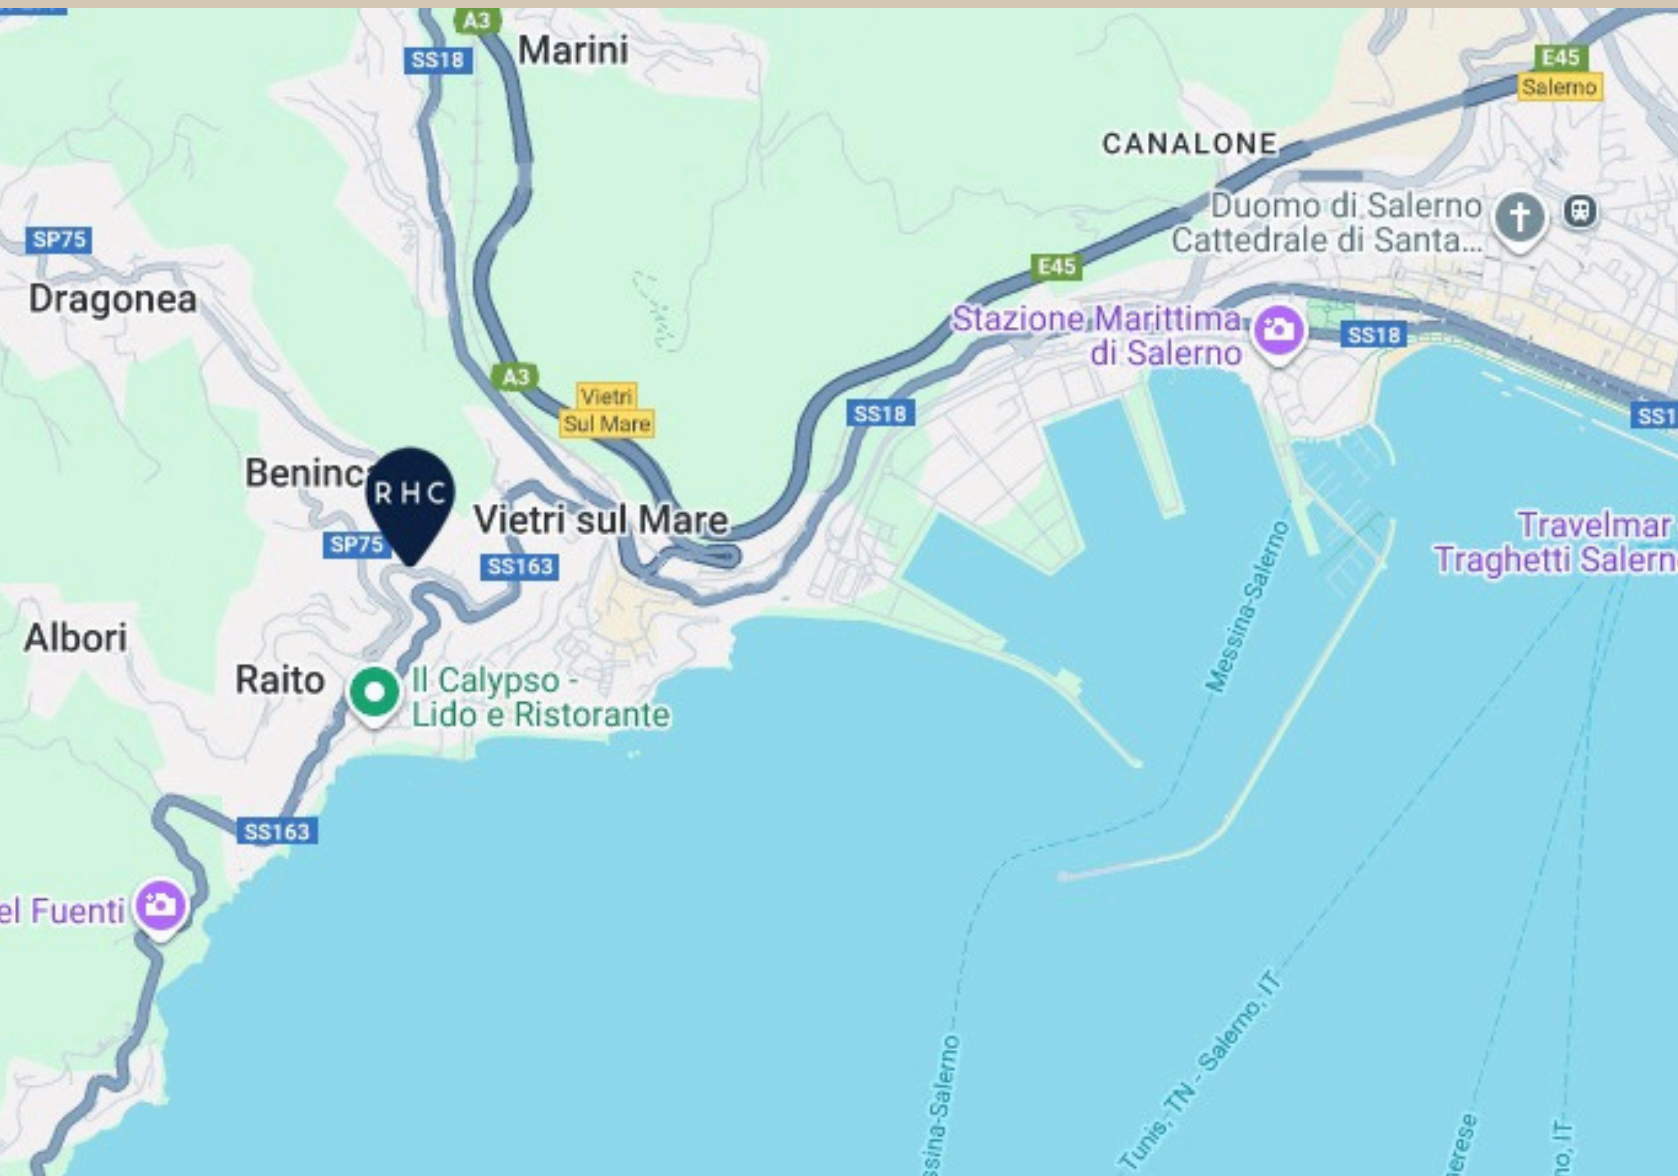 A3
Marini
SS18
E45
Salerno
CANALONE
Duomo di Salerno
Cattedrale di Santa...
SP75
Dragonea
E45
Stazione Marittima
di Salerno
SS18
A3
Vietri
Sul Mare
SS18
SS1
Beninca
RHC
Vietri sul Mare
SP75
SS163
Travelmar
Traghetti Salern
Messina-Salerno
Albori
Raito
Il Calypso -
Lido e Ristorante
SS163
el Fuenti
ssina-Salerno
Tunis, TN - Salerno, IT
erese
no, IT